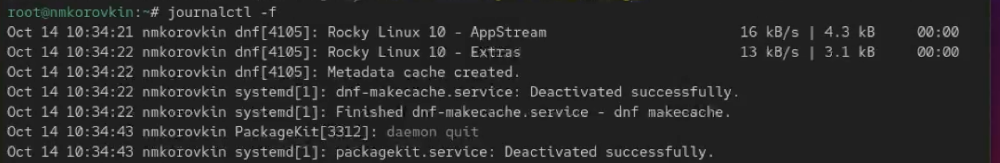 root@nmkorovkin:~# journalctl -f
Oct 14 10:34:21 nmkorovkin dnf[4105]: Rocky Linux 10 - AppStream 16 kB/s | 4.3 kB 00:00
Oct 14 10:34:22 nmkorovkin dnf[4105]: Rocky Linux 10 - Extras 13 kB/s | 3.1 kB 00:00
Oct 14 10:34:22 nmkorovkin dnf[4105]: Metadata cache created.
Oct 14 10:34:22 nmkorovkin systemd[1]: dnf-makecache.service: Deactivated successfully.
Oct 14 10:34:22 nmkorovkin systemd[1]: Finished dnf-makecache.service - dnf makecache.
Oct 14 10:34:43 nmkorovkin PackageKit[3312]: daemon quit
Oct 14 10:34:43 nmkorovkin systemd[1]: packagekit.service: Deactivated successfully.